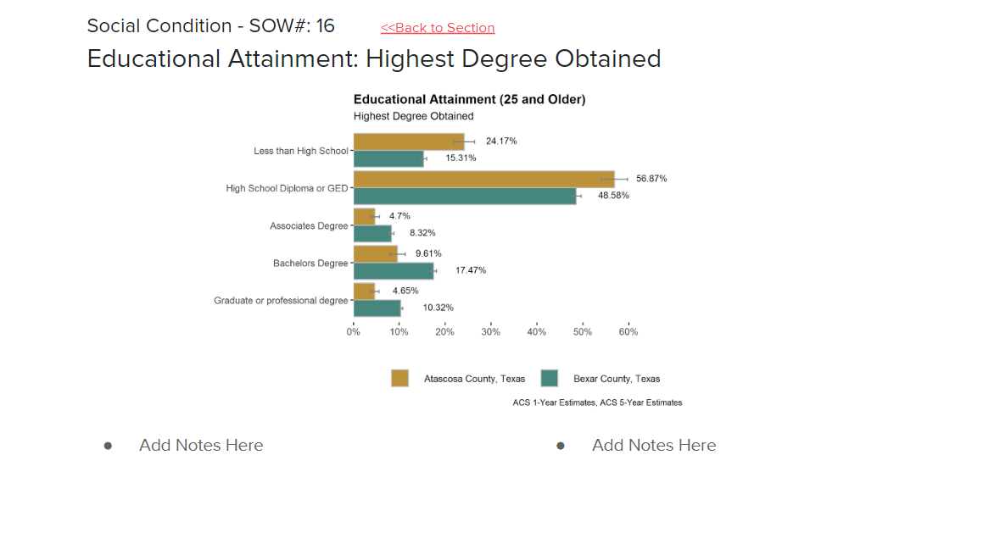 Social Condition - SOW#: 16 <<Back to Section
Educational Attainment: Highest Degree Obtained
Educational Attainment (25 and Older)
Highest Degree Obtained
Less than High School
24.17%
15.31%
High School Diploma or GED
56.87%
48.58%
Associates Degree
4.7%
8.32%
Bachelors Degree
9.61%
17.47%
Graduate or professional degree
4.65%
10.32%
0% 10% 20% 30% 40% 50% 60%
Atascosa County, Texas Bexar County, Texas
ACS 1-Year Estimates, ACS 5-Year Estimates
● Add Notes Here
● Add Notes Here